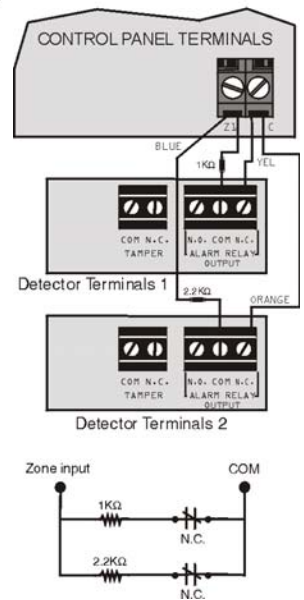 CONTROL PANEL TERMINALS
Z1 C
BLUE
1KΩ YEL
COM N.C. N.O. COM N.C.
TAMPER ALARM RELAY
OUTPUT
Detector Terminals 1
2.2KΩ ORANGE
COM N.C. N.O. COM N.C.
TAMPER ALARM RELAY
OUTPUT
Detector Terminals 2
Zone input COM
1KΩ
N.C.
2.2KΩ
N.C.